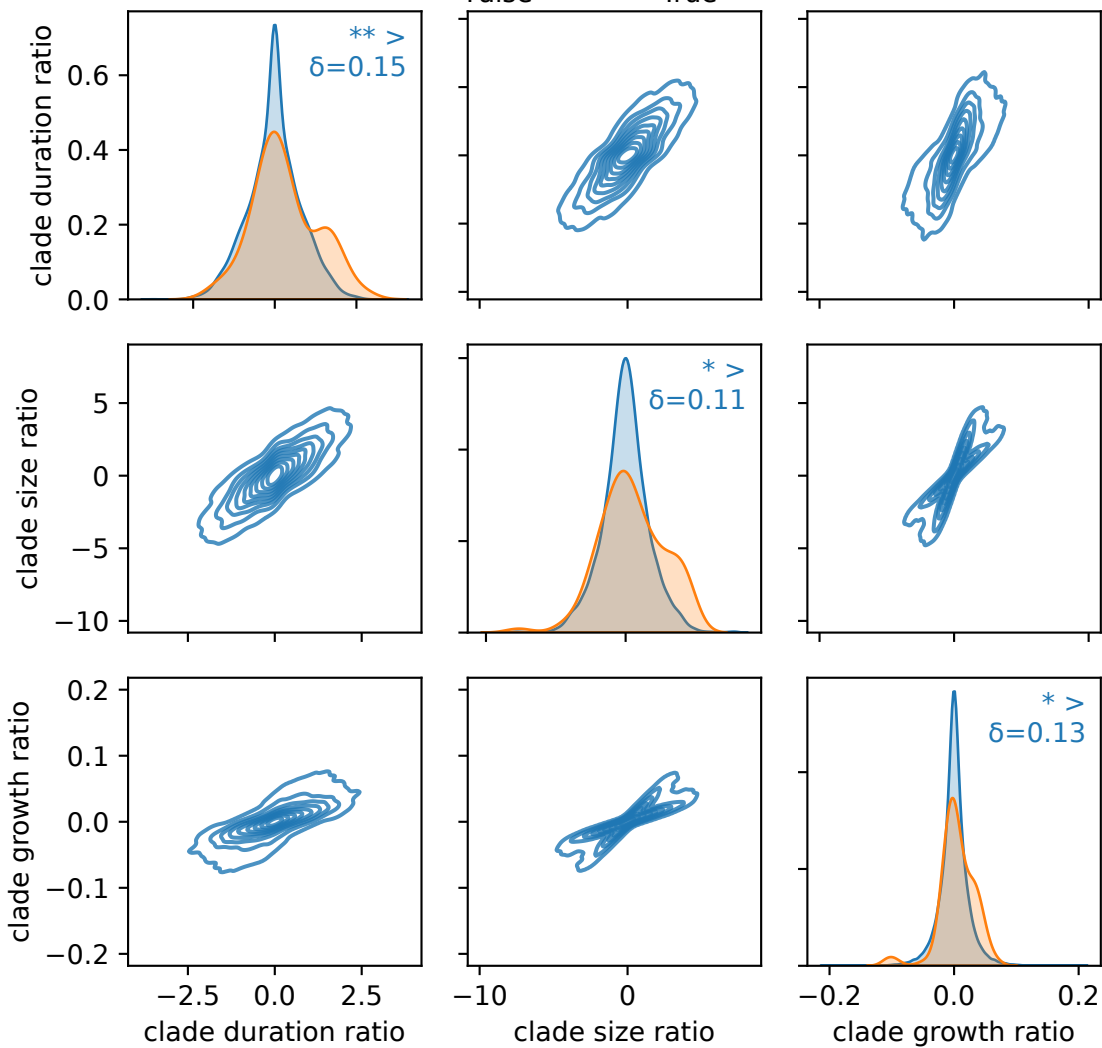 clade duration ratio
0.6
0.4
0.2
0.0
** >
δ=0.15
clade size ratio
5
0
−5
−10
* >
δ=0.11
clade growth ratio
0.2
0.1
0.0
−0.1
−0.2
* >
δ=0.13
−2.5 0.0 2.5
−10 0
−0.2 0.0 0.2
clade duration ratio
clade size ratio
clade growth ratio